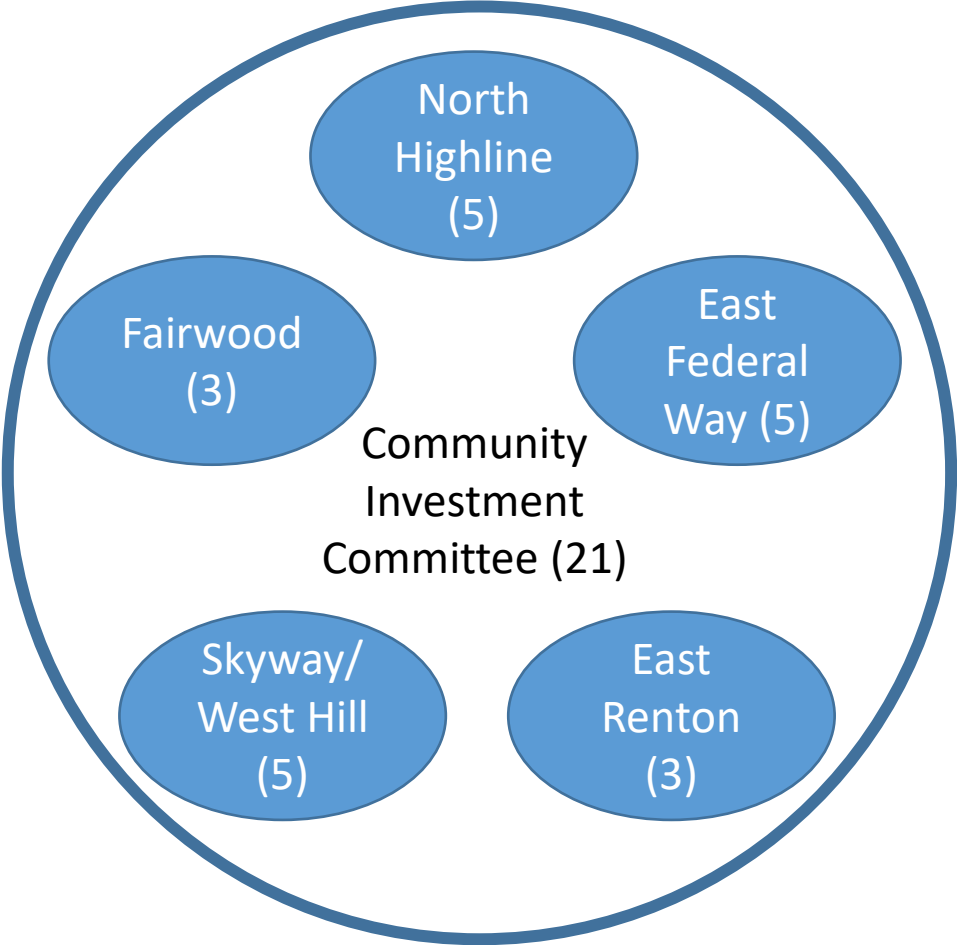 North
Highline
(5)
Fairwood
(3)
East
Federal
Way (5)
Community
Investment
Committee (21)
Skyway/
West Hill
(5)
East
Renton
(3)